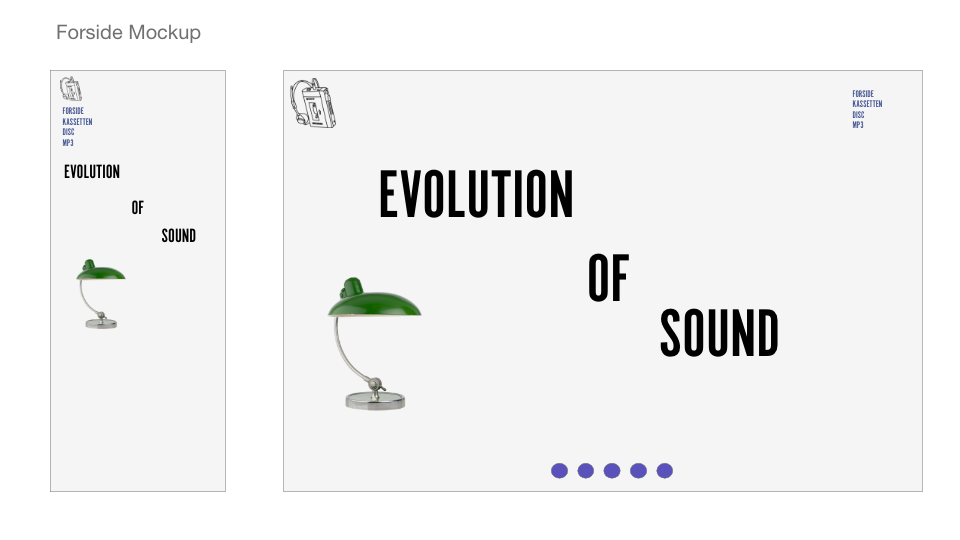 Forside Mockup
FORSIDE
KASSETTEN
DISC
MP3
EVOLUTION
OF
SOUND
FORSIDE
KASSETTEN
DISC
MP3
EVOLUTION
OF
SOUND